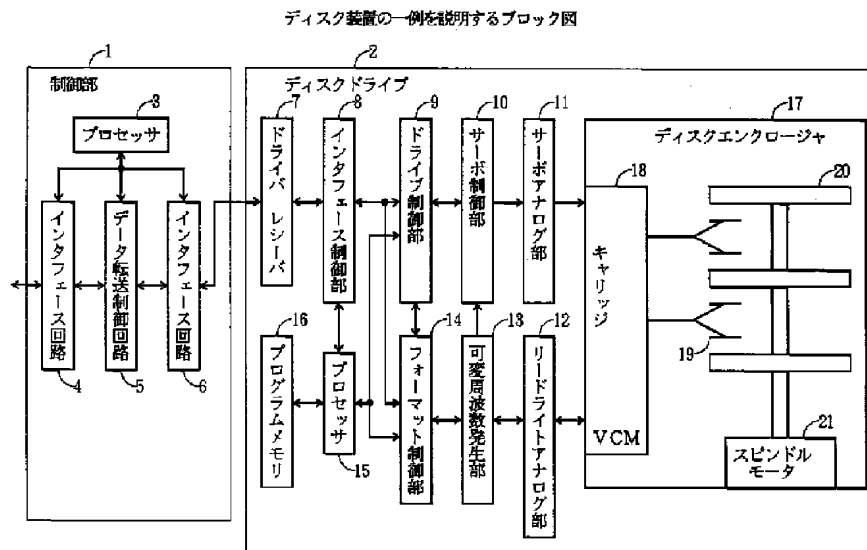 ディスク装置の一例を説明するブロック図
1
制御部
3
プロセッサ
インタフェース回路
4
データ転送制御回路
5
インタフェース回路
6
2
ディスクドライブ
7
ドライバ レシーバ
8
インタフェース制御部
9
ドライブ制御部
10
サーボ制御部
11
サーボアナログ部
16
プログラムメモリ
プロセッサ
15
14
フォーマット制御部
13
可変周波数発生部
12
リードライトアナログ部
17
ディスクエンクロージャ
18
キャリッジ
VCM
20
19
21
スピンドル
モータ